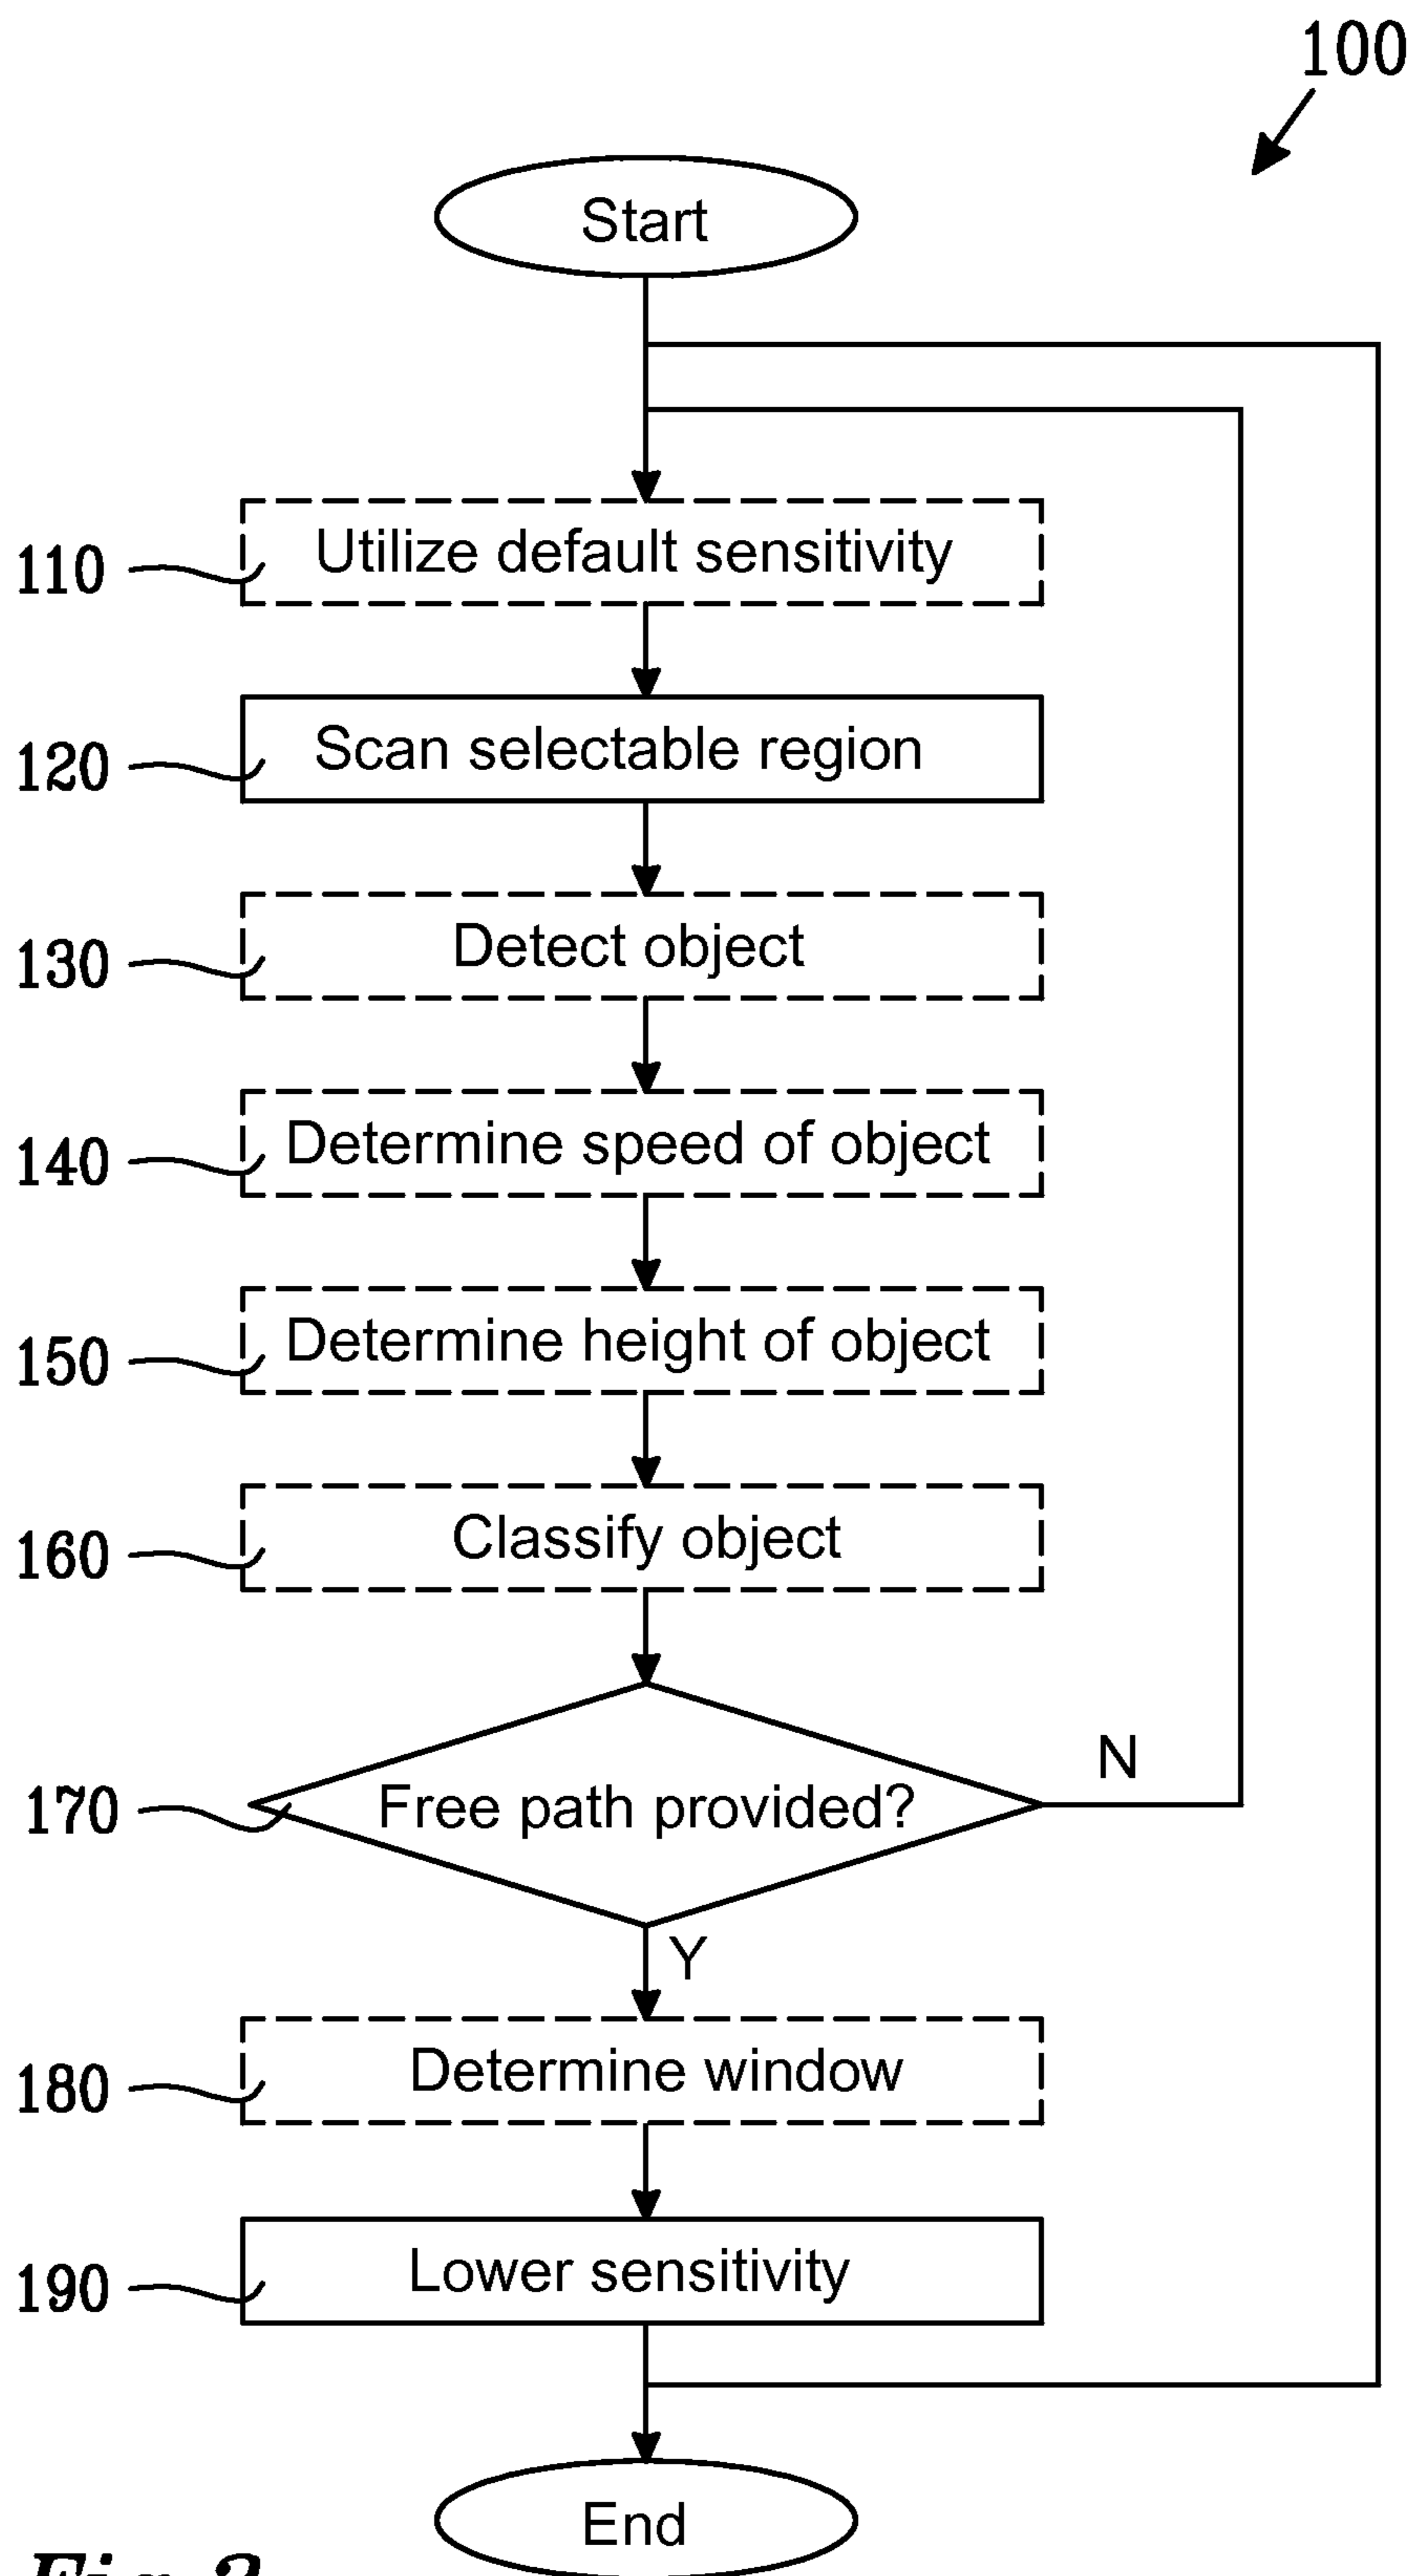 100
Start
110 Utilize default sensitivity
120 Scan selectable region
130 Detect object
140 Determine speed of object
150 Determine height of object
160 Classify object
170 Free path provided?
N
Y
180 Determine window
190 Lower sensitivity
End